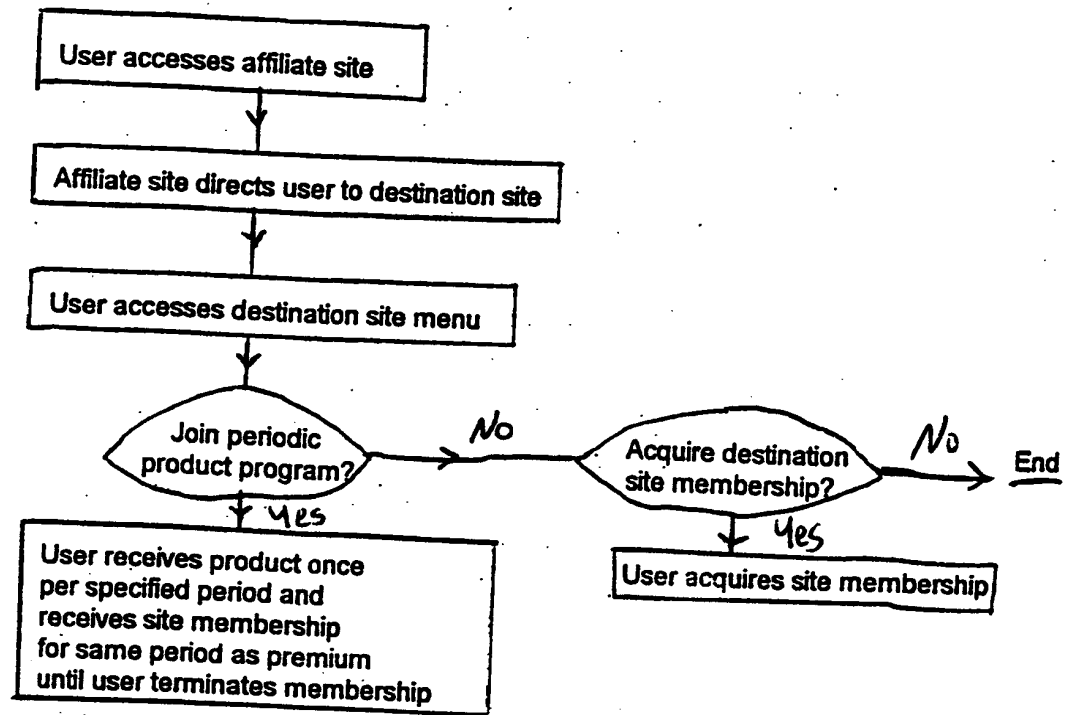 User accesses affiliate site
Affiliate site directs user to destination site
User accesses destination site menu
Join periodic
product program?
No
Acquire destination
site membership?
No
End
Yes
Yes
User receives product once
per specified period and
receives site membership
for same period as premium
until user terminates membership
User acquires site membership